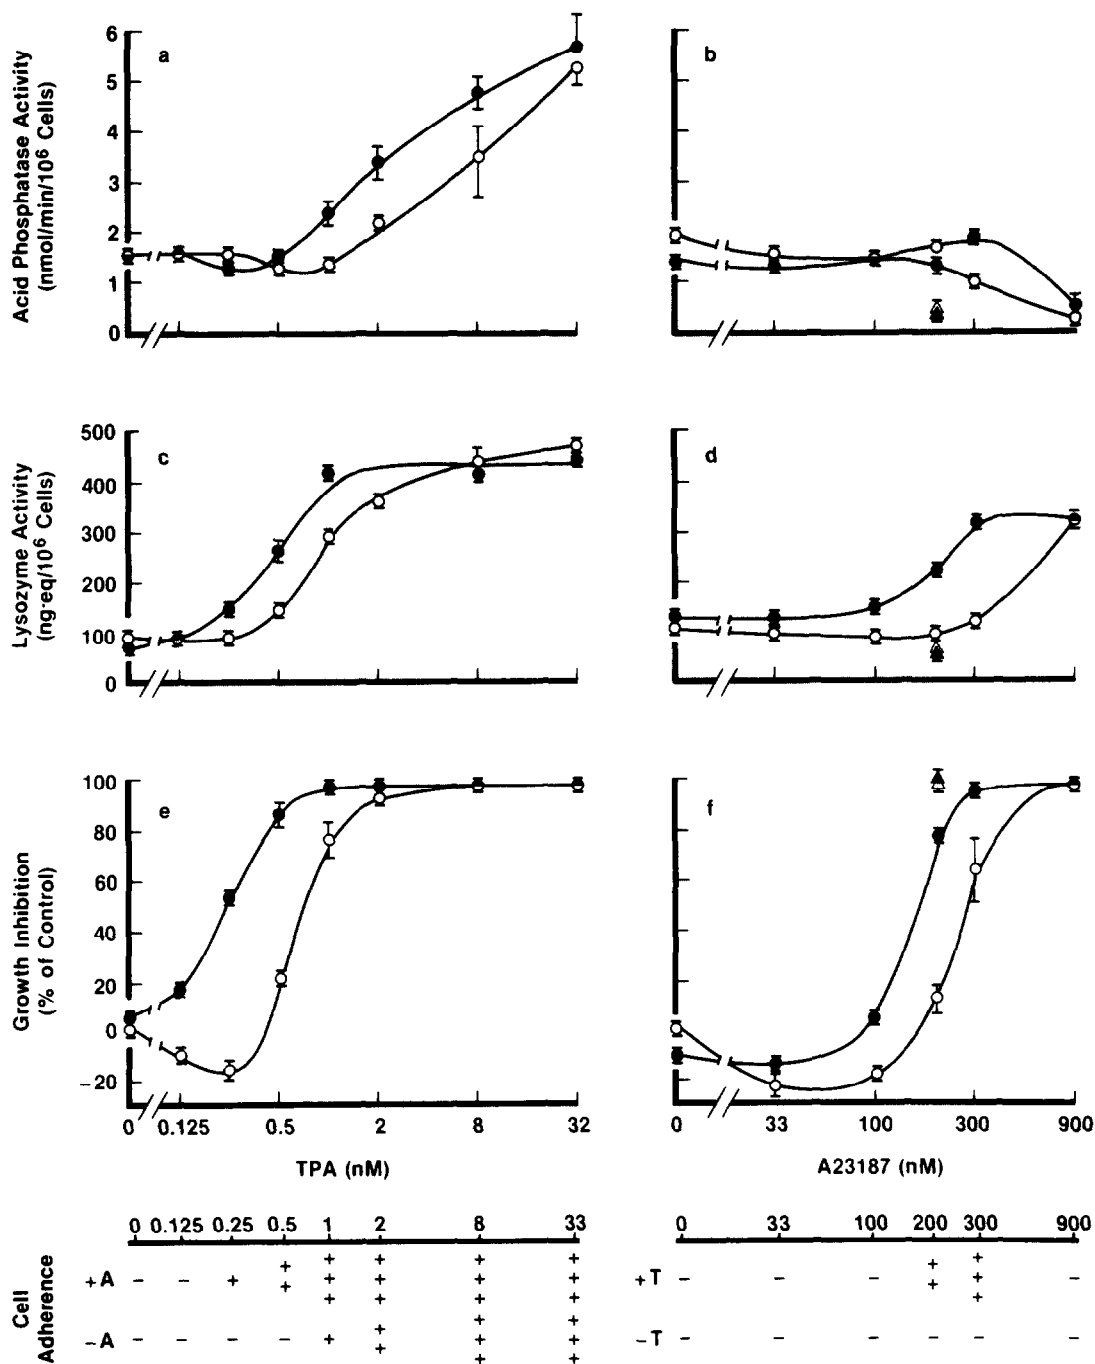 Acid Phosphatase Activity
(nmol/min/10⁶ Cells)
6
5
4
3
2
1
0
a
b
Lysozyme Activity
(ng·eq/10⁶ Cells)
500
400
300
200
100
0
c
d
Growth Inhibition
(% of Control)
100
80
60
40
20
0
−20
e
f
0 0.125 0.5 2 8 32
TPA (nM)
0 33 100 300 900
A23187 (nM)
Cell
Adherence
0 0.125 0.25 0.5 1 2 8 33
+A − − + ++ +++ +++ +++ +++
−A − − − − + ++ +++ +++
0 33 100 200 300 900
+T − − − ++ +++ −
−T − − − − − −